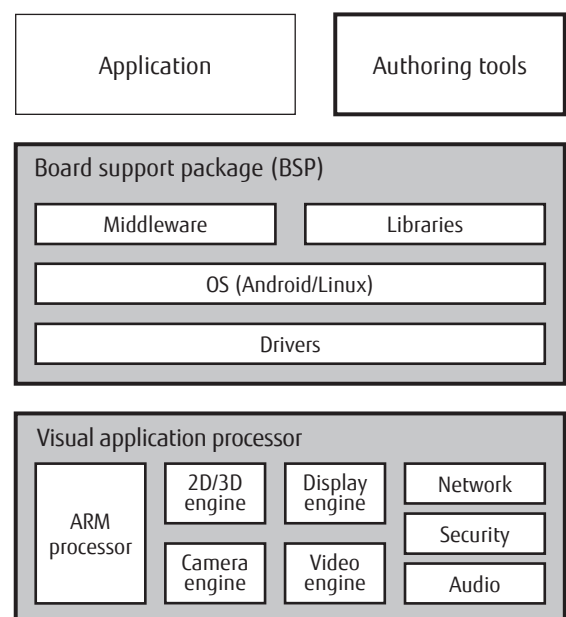 Application
Authoring tools
Board support package (BSP)
Middleware
Libraries
OS (Android/Linux)
Drivers
Visual application processor
ARM
processor
2D/3D
engine
Display
engine
Camera
engine
Video
engine
Network
Security
Audio